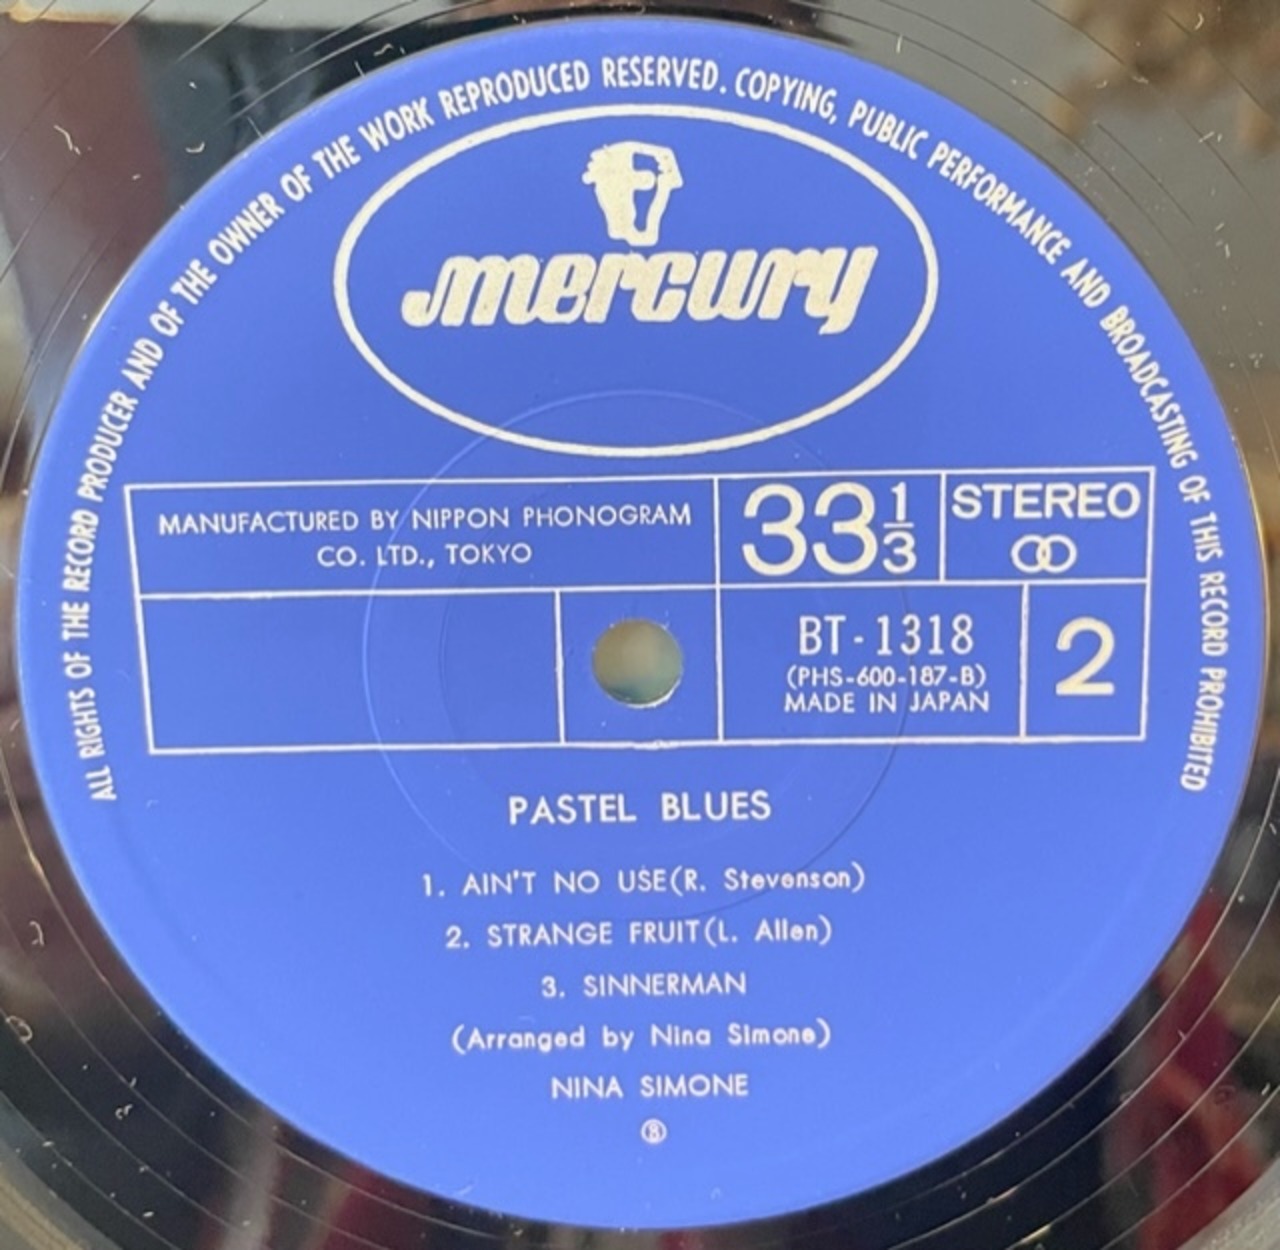 ALL RIGHTS OF THE RECORD PRODUCER AND OF THE OWNER OF THE WORK REPRODUCED RESERVED. COPYING, PUBLIC PERFORMANCE AND BROADCASTING OF THIS RECORD PROHIBITED
mercury
MANUFACTURED BY NIPPON PHONOGRAM
CO. LTD., TOKYO
33 1/3
STEREO
BT-1318
(PHS-600-187-B)
MADE IN JAPAN
2
PASTEL BLUES
1. AIN'T NO USE(R. Stevenson)
2. STRANGE FRUIT(L. Allen)
3. SINNERMAN
(Arranged by Nina Simone)
NINA SIMONE